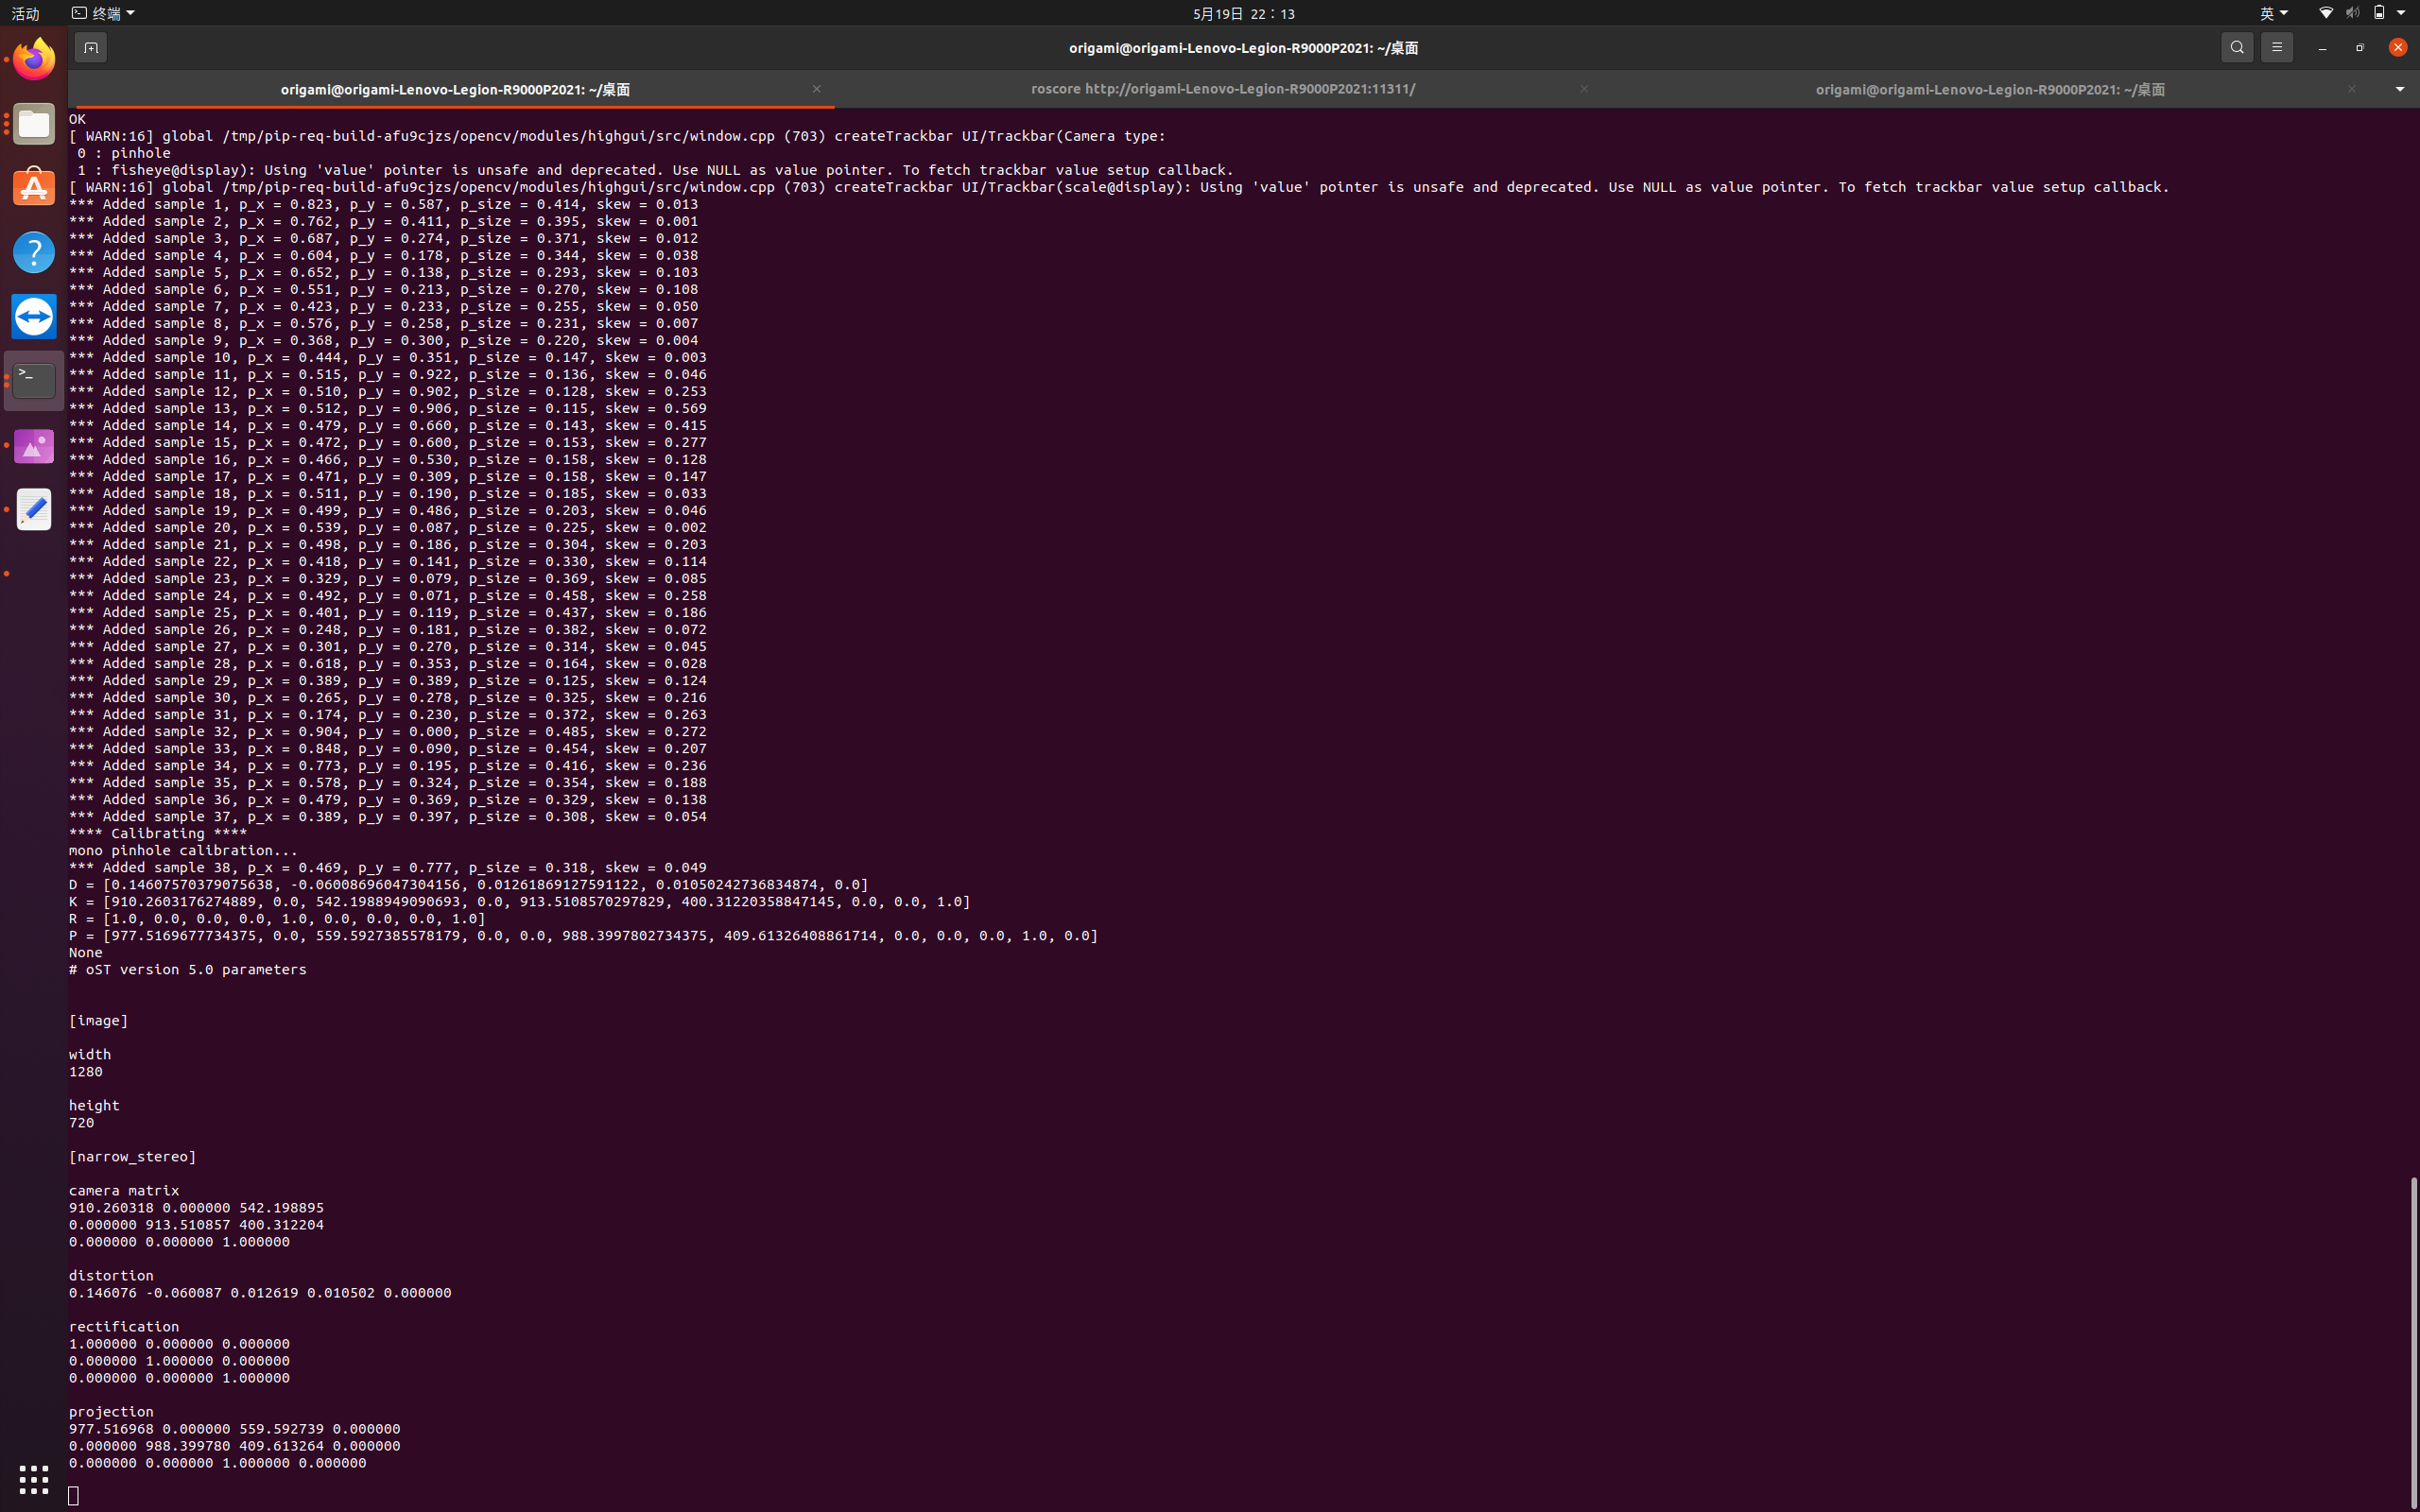 活动
终端
5月19日 22：13
英
origami@origami-Lenovo-Legion-R9000P2021: ~/桌面
origami@origami-Lenovo-Legion-R9000P2021: ~/桌面
roscore http://origami-Lenovo-Legion-R9000P2021:11311/
origami@origami-Lenovo-Legion-R9000P2021: ~/桌面
OK
[ WARN:16] global /tmp/pip-req-build-afu9cjzs/opencv/modules/highgui/src/window.cpp (703) createTrackbar UI/Trackbar(Camera type:
0 : pinhole
1 : fisheye@display): Using 'value' pointer is unsafe and deprecated. Use NULL as value pointer. To fetch trackbar value setup callback.
[ WARN:16] global /tmp/pip-req-build-afu9cjzs/opencv/modules/highgui/src/window.cpp (703) createTrackbar UI/Trackbar(scale@display): Using 'value' pointer is unsafe and deprecated. Use NULL as value pointer. To fetch trackbar value setup callback.
*** Added sample 1, p_x = 0.823, p_y = 0.587, p_size = 0.414, skew = 0.013
*** Added sample 2, p_x = 0.762, p_y = 0.411, p_size = 0.395, skew = 0.001
*** Added sample 3, p_x = 0.687, p_y = 0.274, p_size = 0.371, skew = 0.012
*** Added sample 4, p_x = 0.604, p_y = 0.178, p_size = 0.344, skew = 0.038
*** Added sample 5, p_x = 0.652, p_y = 0.138, p_size = 0.293, skew = 0.103
*** Added sample 6, p_x = 0.551, p_y = 0.213, p_size = 0.270, skew = 0.108
*** Added sample 7, p_x = 0.423, p_y = 0.233, p_size = 0.255, skew = 0.050
*** Added sample 8, p_x = 0.576, p_y = 0.258, p_size = 0.231, skew = 0.007
*** Added sample 9, p_x = 0.368, p_y = 0.300, p_size = 0.220, skew = 0.004
*** Added sample 10, p_x = 0.444, p_y = 0.351, p_size = 0.147, skew = 0.003
*** Added sample 11, p_x = 0.515, p_y = 0.922, p_size = 0.136, skew = 0.046
*** Added sample 12, p_x = 0.510, p_y = 0.902, p_size = 0.128, skew = 0.253
*** Added sample 13, p_x = 0.512, p_y = 0.906, p_size = 0.115, skew = 0.569
*** Added sample 14, p_x = 0.479, p_y = 0.660, p_size = 0.143, skew = 0.415
*** Added sample 15, p_x = 0.472, p_y = 0.600, p_size = 0.153, skew = 0.277
*** Added sample 16, p_x = 0.466, p_y = 0.530, p_size = 0.158, skew = 0.128
*** Added sample 17, p_x = 0.471, p_y = 0.309, p_size = 0.158, skew = 0.147
*** Added sample 18, p_x = 0.511, p_y = 0.190, p_size = 0.185, skew = 0.033
*** Added sample 19, p_x = 0.499, p_y = 0.486, p_size = 0.203, skew = 0.046
*** Added sample 20, p_x = 0.539, p_y = 0.087, p_size = 0.225, skew = 0.002
*** Added sample 21, p_x = 0.498, p_y = 0.186, p_size = 0.304, skew = 0.203
*** Added sample 22, p_x = 0.418, p_y = 0.141, p_size = 0.330, skew = 0.114
*** Added sample 23, p_x = 0.329, p_y = 0.079, p_size = 0.369, skew = 0.085
*** Added sample 24, p_x = 0.492, p_y = 0.071, p_size = 0.458, skew = 0.258
*** Added sample 25, p_x = 0.401, p_y = 0.119, p_size = 0.437, skew = 0.186
*** Added sample 26, p_x = 0.248, p_y = 0.181, p_size = 0.382, skew = 0.072
*** Added sample 27, p_x = 0.301, p_y = 0.270, p_size = 0.314, skew = 0.045
*** Added sample 28, p_x = 0.618, p_y = 0.353, p_size = 0.164, skew = 0.028
*** Added sample 29, p_x = 0.389, p_y = 0.389, p_size = 0.125, skew = 0.124
*** Added sample 30, p_x = 0.265, p_y = 0.278, p_size = 0.325, skew = 0.216
*** Added sample 31, p_x = 0.174, p_y = 0.230, p_size = 0.372, skew = 0.263
*** Added sample 32, p_x = 0.904, p_y = 0.000, p_size = 0.485, skew = 0.272
*** Added sample 33, p_x = 0.848, p_y = 0.090, p_size = 0.454, skew = 0.207
*** Added sample 34, p_x = 0.773, p_y = 0.195, p_size = 0.416, skew = 0.236
*** Added sample 35, p_x = 0.578, p_y = 0.324, p_size = 0.354, skew = 0.188
*** Added sample 36, p_x = 0.479, p_y = 0.369, p_size = 0.329, skew = 0.138
*** Added sample 37, p_x = 0.389, p_y = 0.397, p_size = 0.308, skew = 0.054
**** Calibrating ****
mono pinhole calibration...
*** Added sample 38, p_x = 0.469, p_y = 0.777, p_size = 0.318, skew = 0.049
D = [0.14607570379075638, -0.06008696047304156, 0.01261869127591122, 0.01050242736834874, 0.0]
K = [910.2603176274889, 0.0, 542.1988949090693, 0.0, 913.5108570297829, 400.31220358847145, 0.0, 0.0, 1.0]
R = [1.0, 0.0, 0.0, 0.0, 1.0, 0.0, 0.0, 0.0, 1.0]
P = [977.5169677734375, 0.0, 559.5927385578179, 0.0, 0.0, 988.3997802734375, 409.61326408861714, 0.0, 0.0, 0.0, 1.0, 0.0]
None
# oST version 5.0 parameters
[image]
width
1280
height
720
[narrow_stereo]
camera matrix
910.260318 0.000000 542.198895
0.000000 913.510857 400.312204
0.000000 0.000000 1.000000
distortion
0.146076 -0.060087 0.012619 0.010502 0.000000
rectification
1.000000 0.000000 0.000000
0.000000 1.000000 0.000000
0.000000 0.000000 1.000000
projection
977.516968 0.000000 559.592739 0.000000
0.000000 988.399780 409.613264 0.000000
0.000000 0.000000 1.000000 0.000000